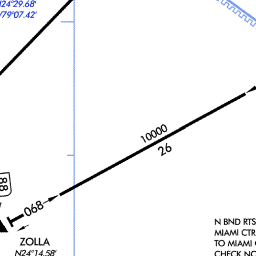 N24°29.68'
W79°07.42'
10000
26
88
068
ZOLLA
N24°14.58'
N BND RTS
MIAMI CTR
TO MIAMI
CHECK NO